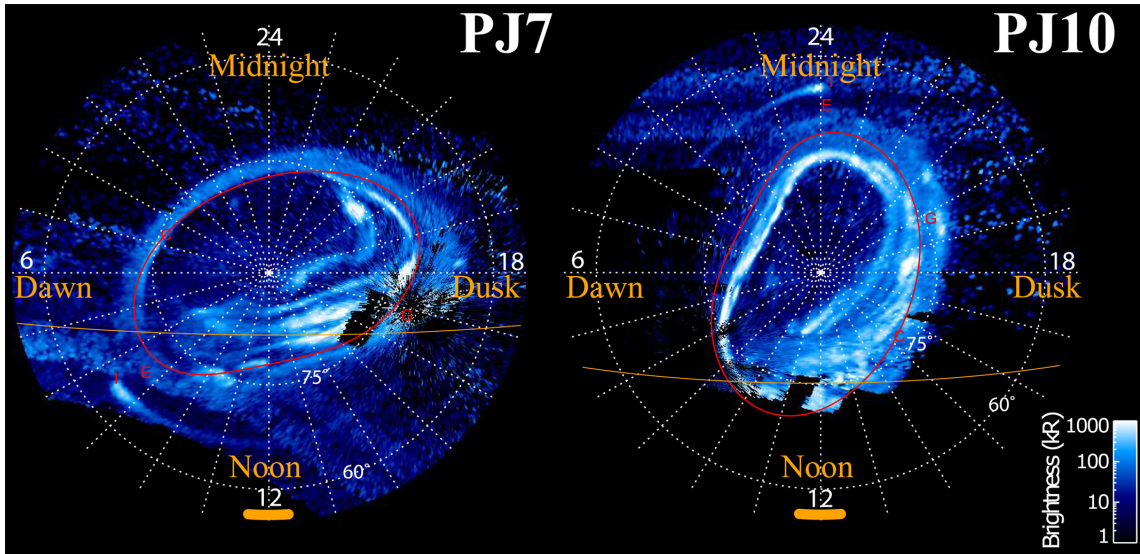 PJ7
24
Midnight
6
Dawn
18
Dusk
C
G
I
E
75°
60°
Noon
12
PJ10
24
Midnight
I
E
G
6
Dawn
18
Dusk
C
75°
60°
Noon
12
Brightness (kR)
1000
100
10
1